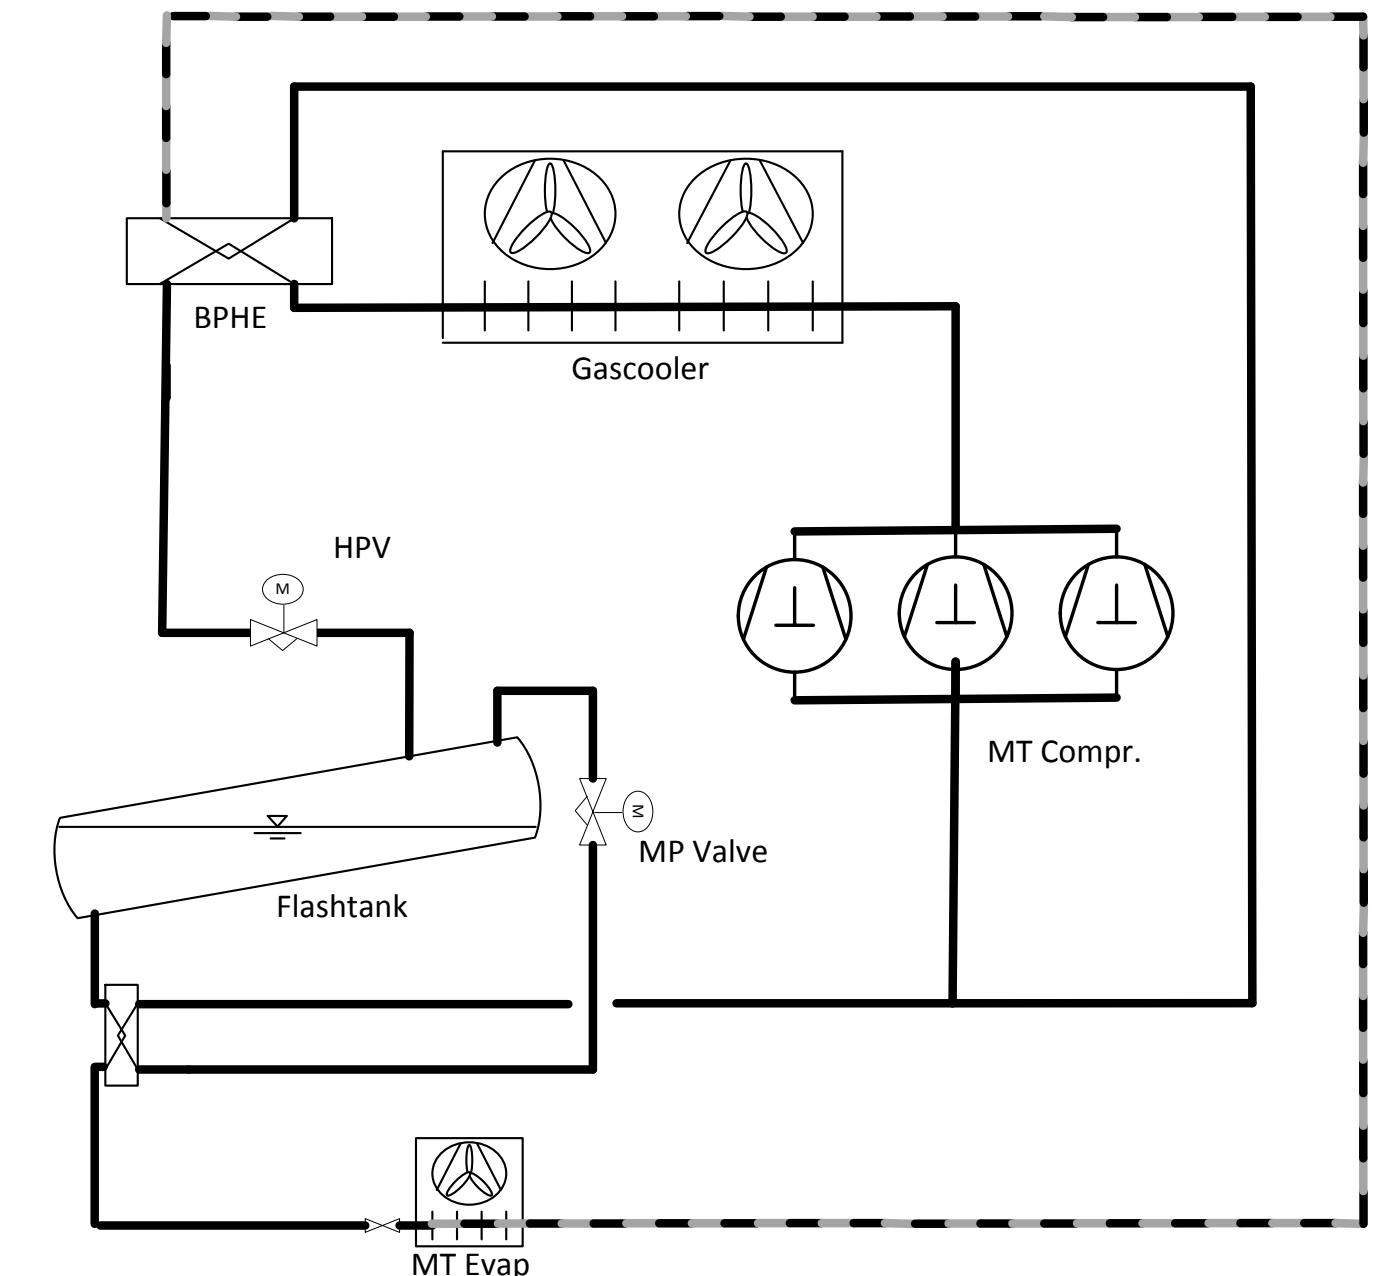 BPHE
Gascooler
HPV
M
MT Compr.
M
MP Valve
Flashtank
MT Evap